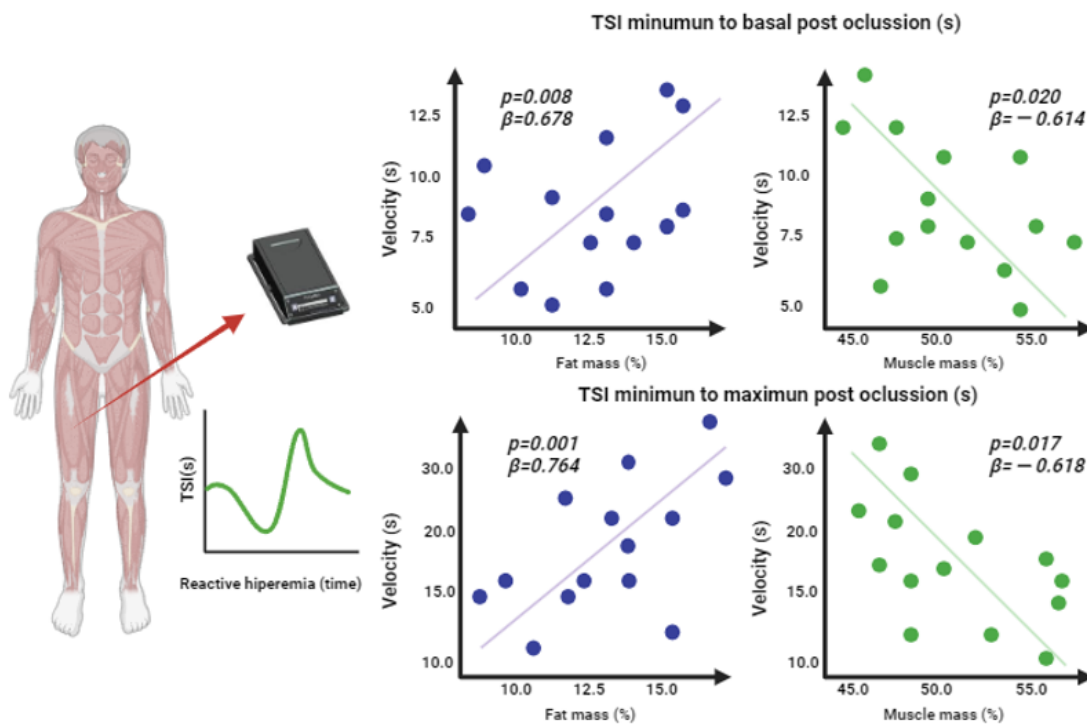 TSI minumun to basal post oclussion (s)
p=0.008
β=0.678
12.5
10.0
7.5
5.0
Velocity (s)
10.0 12.5 15.0
Fat mass (%)
p=0.020
β=−0.614
12.5
10.0
7.5
5.0
Velocity (s)
45.0 50.0 55.0
Muscle mass (%)
TSI(s)
Reactive hiperemia (time)
TSI minimun to maximun post oclussion (s)
p=0.001
β=0.764
30.0
20.0
15.0
10.0
Velocity (s)
10.0 12.5 15.0
Fat mass (%)
p=0.017
β=−0.618
30.0
20.0
15.0
10.0
Velocity (s)
45.0 50.0 55.0
Muscle mass (%)